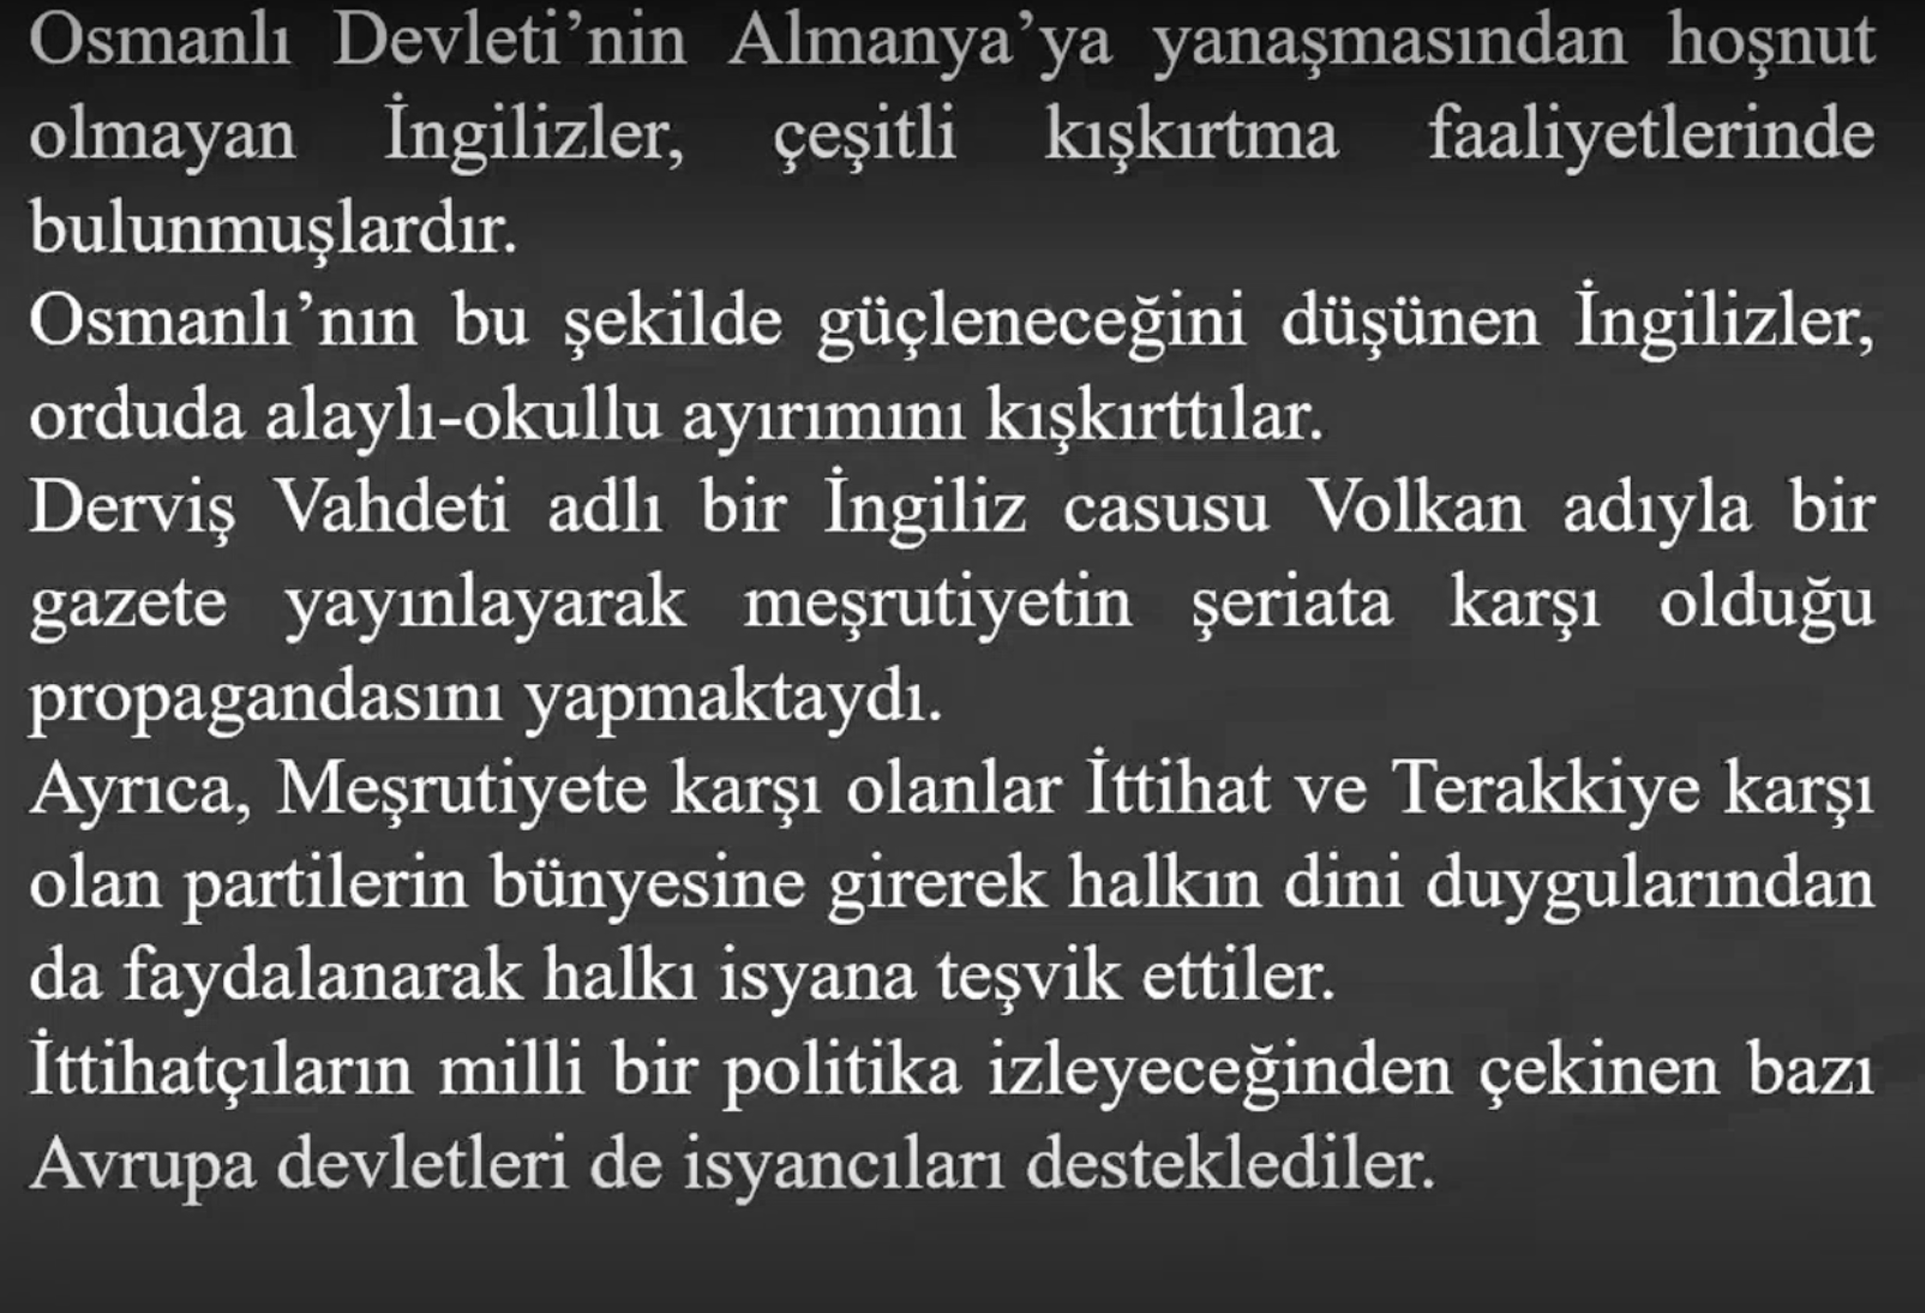 Osmanlı Devleti’nin Almanya’ya yanaşmasından hoşnut
olmayan İngilizler, çeşitli kışkırtma faaliyetlerinde
bulunmuşlardır.
Osmanlı’nın bu şekilde güçleneceğini düşünen İngilizler,
orduda alaylı-okullu ayırımını kışkırttılar.
Derviş Vahdeti adlı bir İngiliz casusu Volkan adıyla bir
gazete yayınlayarak meşrutiyetin şeriata karşı olduğu
propagandasını yapmaktaydı.
Ayrıca, Meşrutiyete karşı olanlar İttihat ve Terakkiye karşı
olan partilerin bünyesine girerek halkın dini duygularından
da faydalanarak halkı isyana teşvik ettiler.
İttihatçıların milli bir politika izleyeceğinden çekinen bazı
Avrupa devletleri de isyancıları desteklediler.